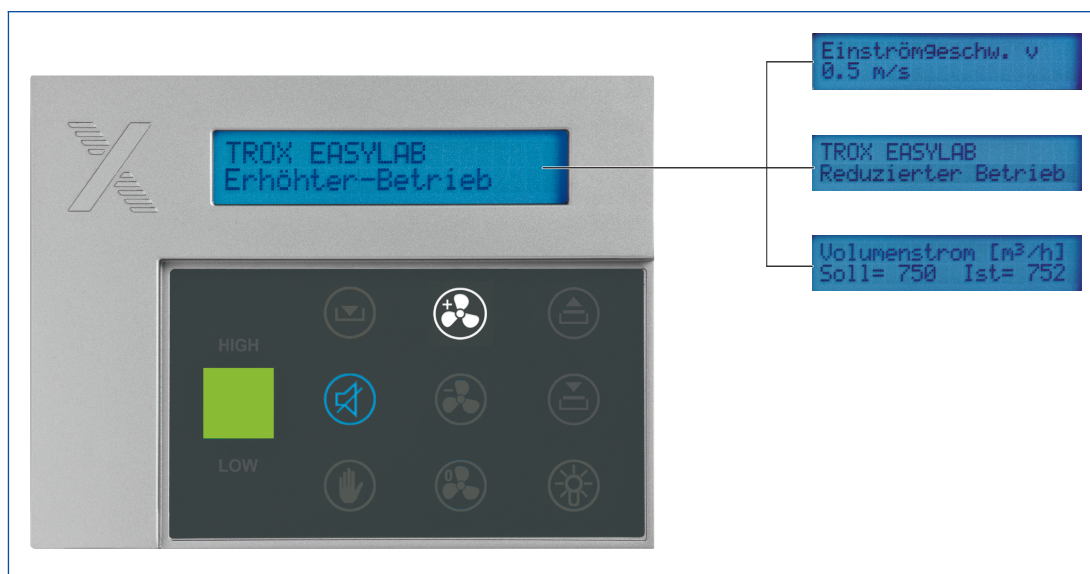 TROX EASYLAB
Erhöhter-Betrieb
HIGH
LOW
Einströmgeschw. v
0.5 m/s
TROX EASYLAB
Reduzierter Betrieb
Volumenstrom [m³/h]
Soll= 750 Ist= 752